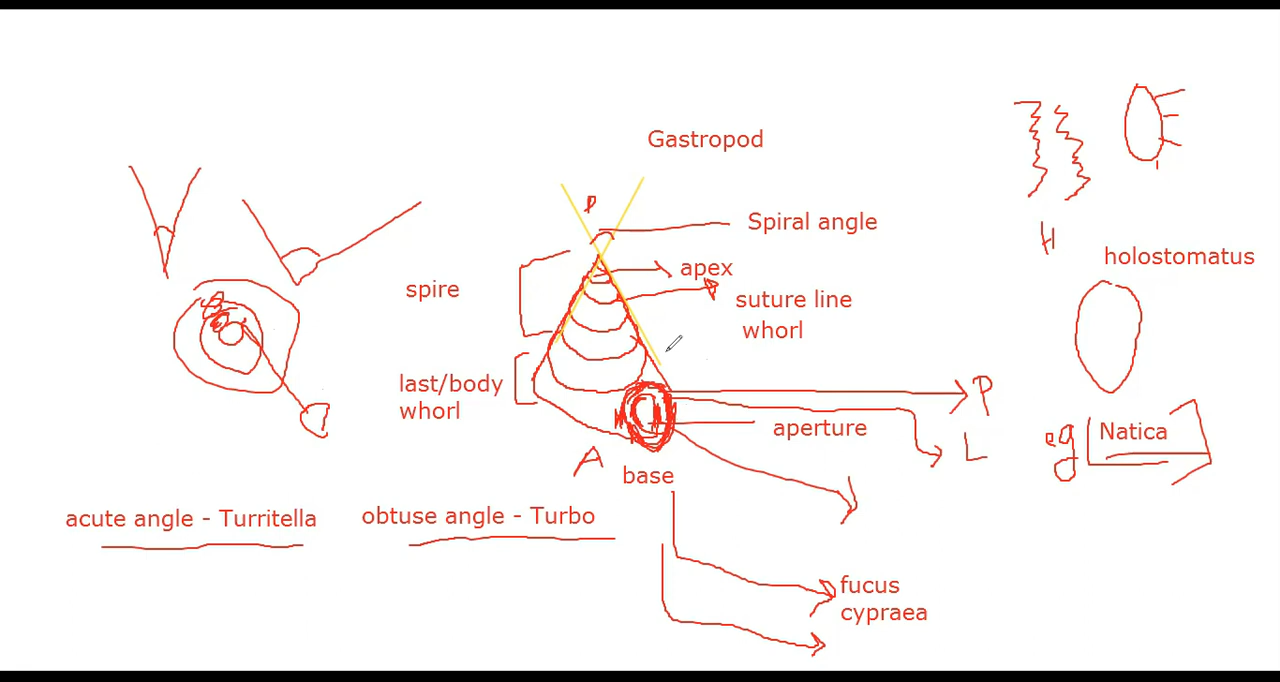 Gastropod
P
Spiral angle
H
holostomatus
apex
spire
suture line
whorl
last/body
whorl
P
L
aperture
eg Natica
A
base
acute angle - Turritella
obtuse angle - Turbo
fucus
cypraea